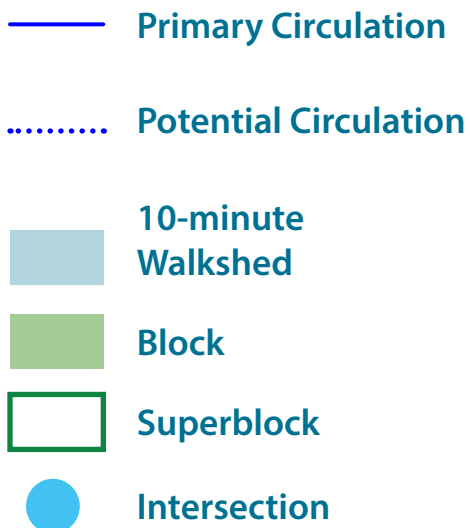 Primary Circulation
Potential Circulation
10-minute
Walkshed
Block
Superblock
Intersection